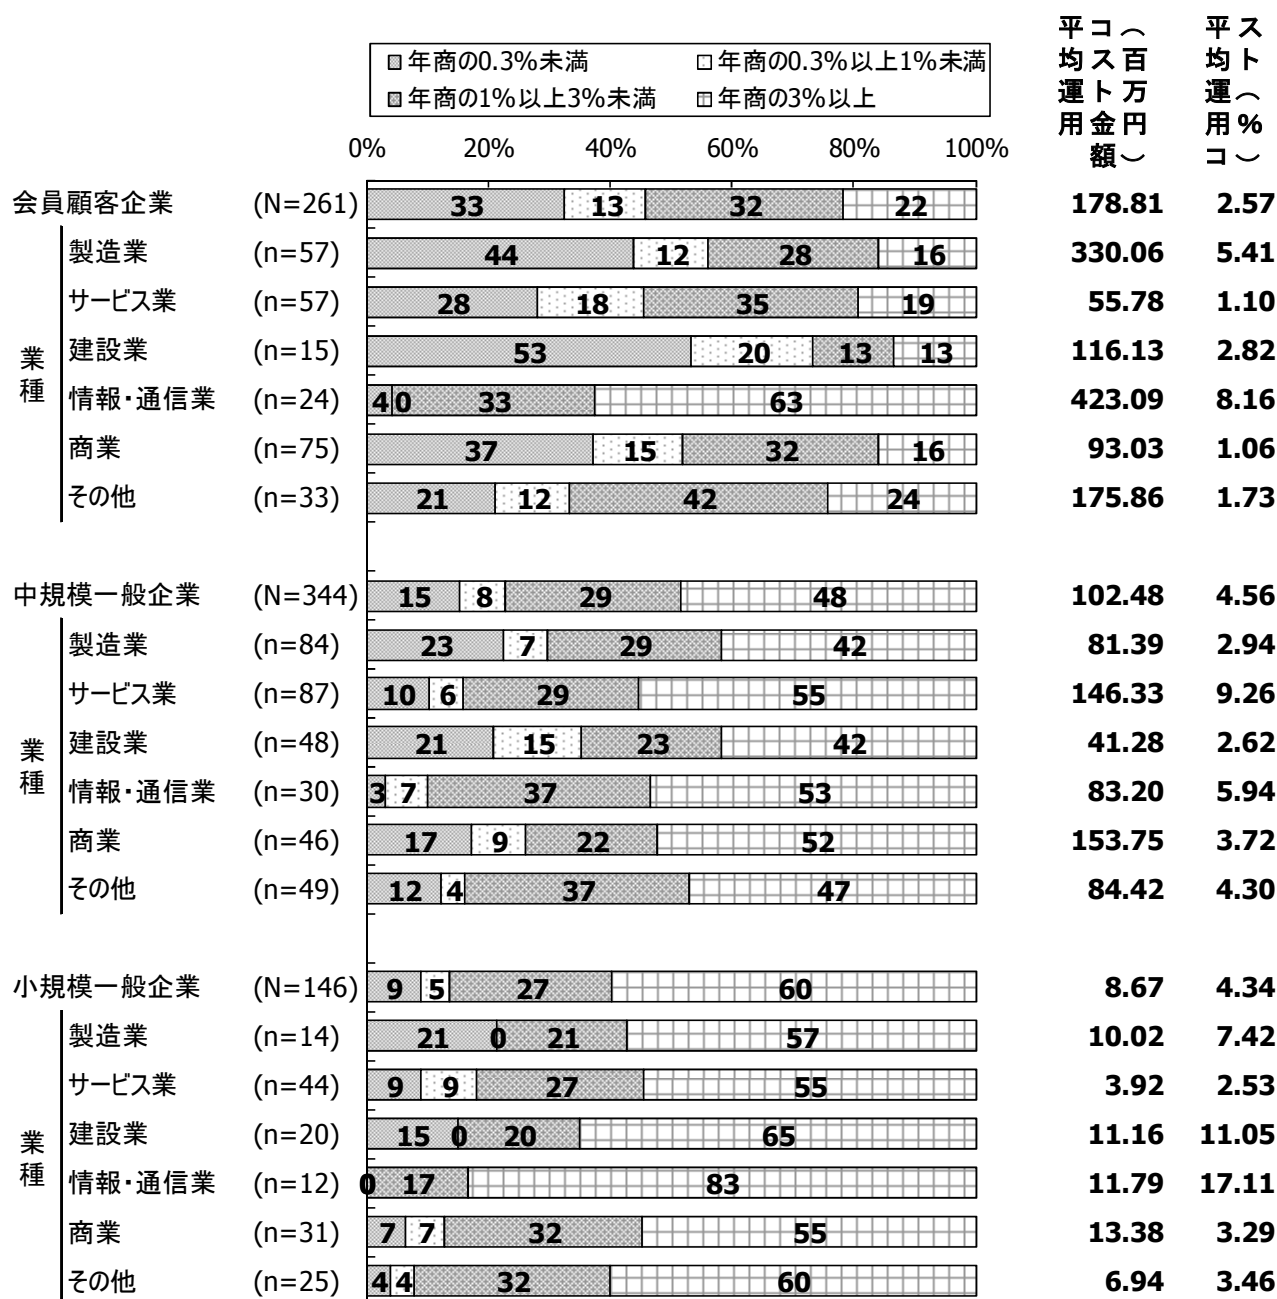 平均運用コスト金額（百万円）
平均運用コスト（%）
年商の0.3%未満 年商の0.3%以上1%未満
年商の1%以上3%未満 年商の3%以上
0% 20% 40% 60% 80% 100%
会員顧客企業 (N=261) 33 13 32 22 178.81 2.57
業種
製造業 (n=57) 44 12 28 16 330.06 5.41
サービス業 (n=57) 28 18 35 19 55.78 1.10
建設業 (n=15) 53 20 13 13 116.13 2.82
情報・通信業 (n=24) 4 0 33 63 423.09 8.16
商業 (n=75) 37 15 32 16 93.03 1.06
その他 (n=33) 21 12 42 24 175.86 1.73
中規模一般企業 (N=344) 15 8 29 48 102.48 4.56
業種
製造業 (n=84) 23 7 29 42 81.39 2.94
サービス業 (n=87) 10 6 29 55 146.33 9.26
建設業 (n=48) 21 15 23 42 41.28 2.62
情報・通信業 (n=30) 3 7 37 53 83.20 5.94
商業 (n=46) 17 9 22 52 153.75 3.72
その他 (n=49) 12 4 37 47 84.42 4.30
小規模一般企業 (N=146) 9 5 27 60 8.67 4.34
業種
製造業 (n=14) 21 0 21 57 10.02 7.42
サービス業 (n=44) 9 9 27 55 3.92 2.53
建設業 (n=20) 15 0 20 65 11.16 11.05
情報・通信業 (n=12) 0 17 83 11.79 17.11
商業 (n=31) 7 7 32 55 13.38 3.29
その他 (n=25) 4 4 32 60 6.94 3.46